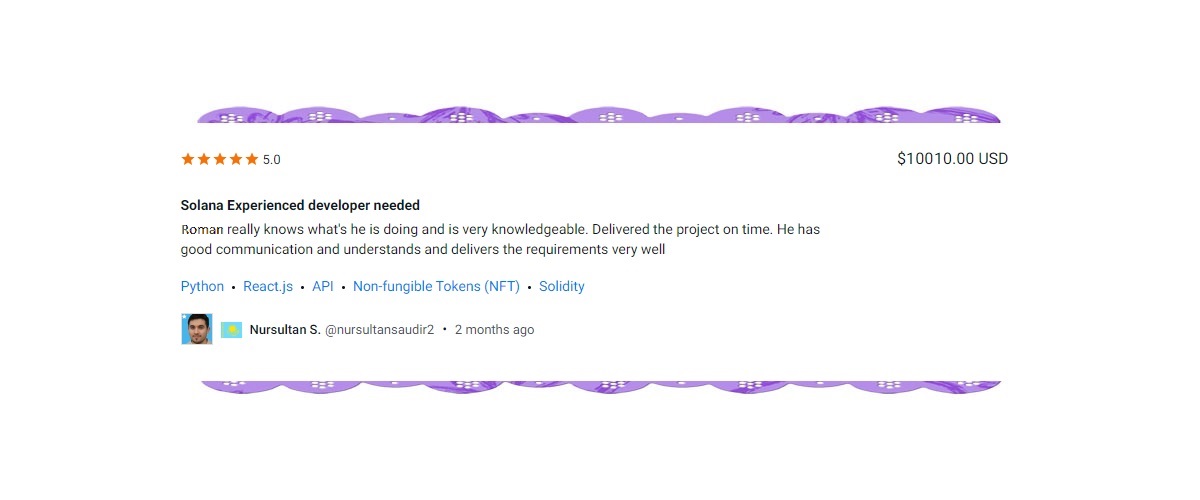 5.0
$10010.00 USD
Solana Experienced developer needed
Roman really knows what's he is doing and is very knowledgeable. Delivered the project on time. He has
good communication and understands and delivers the requirements very well
Python • React.js • API • Non-fungible Tokens (NFT) • Solidity
Nursultan S. @nursultansaudir2 • 2 months ago